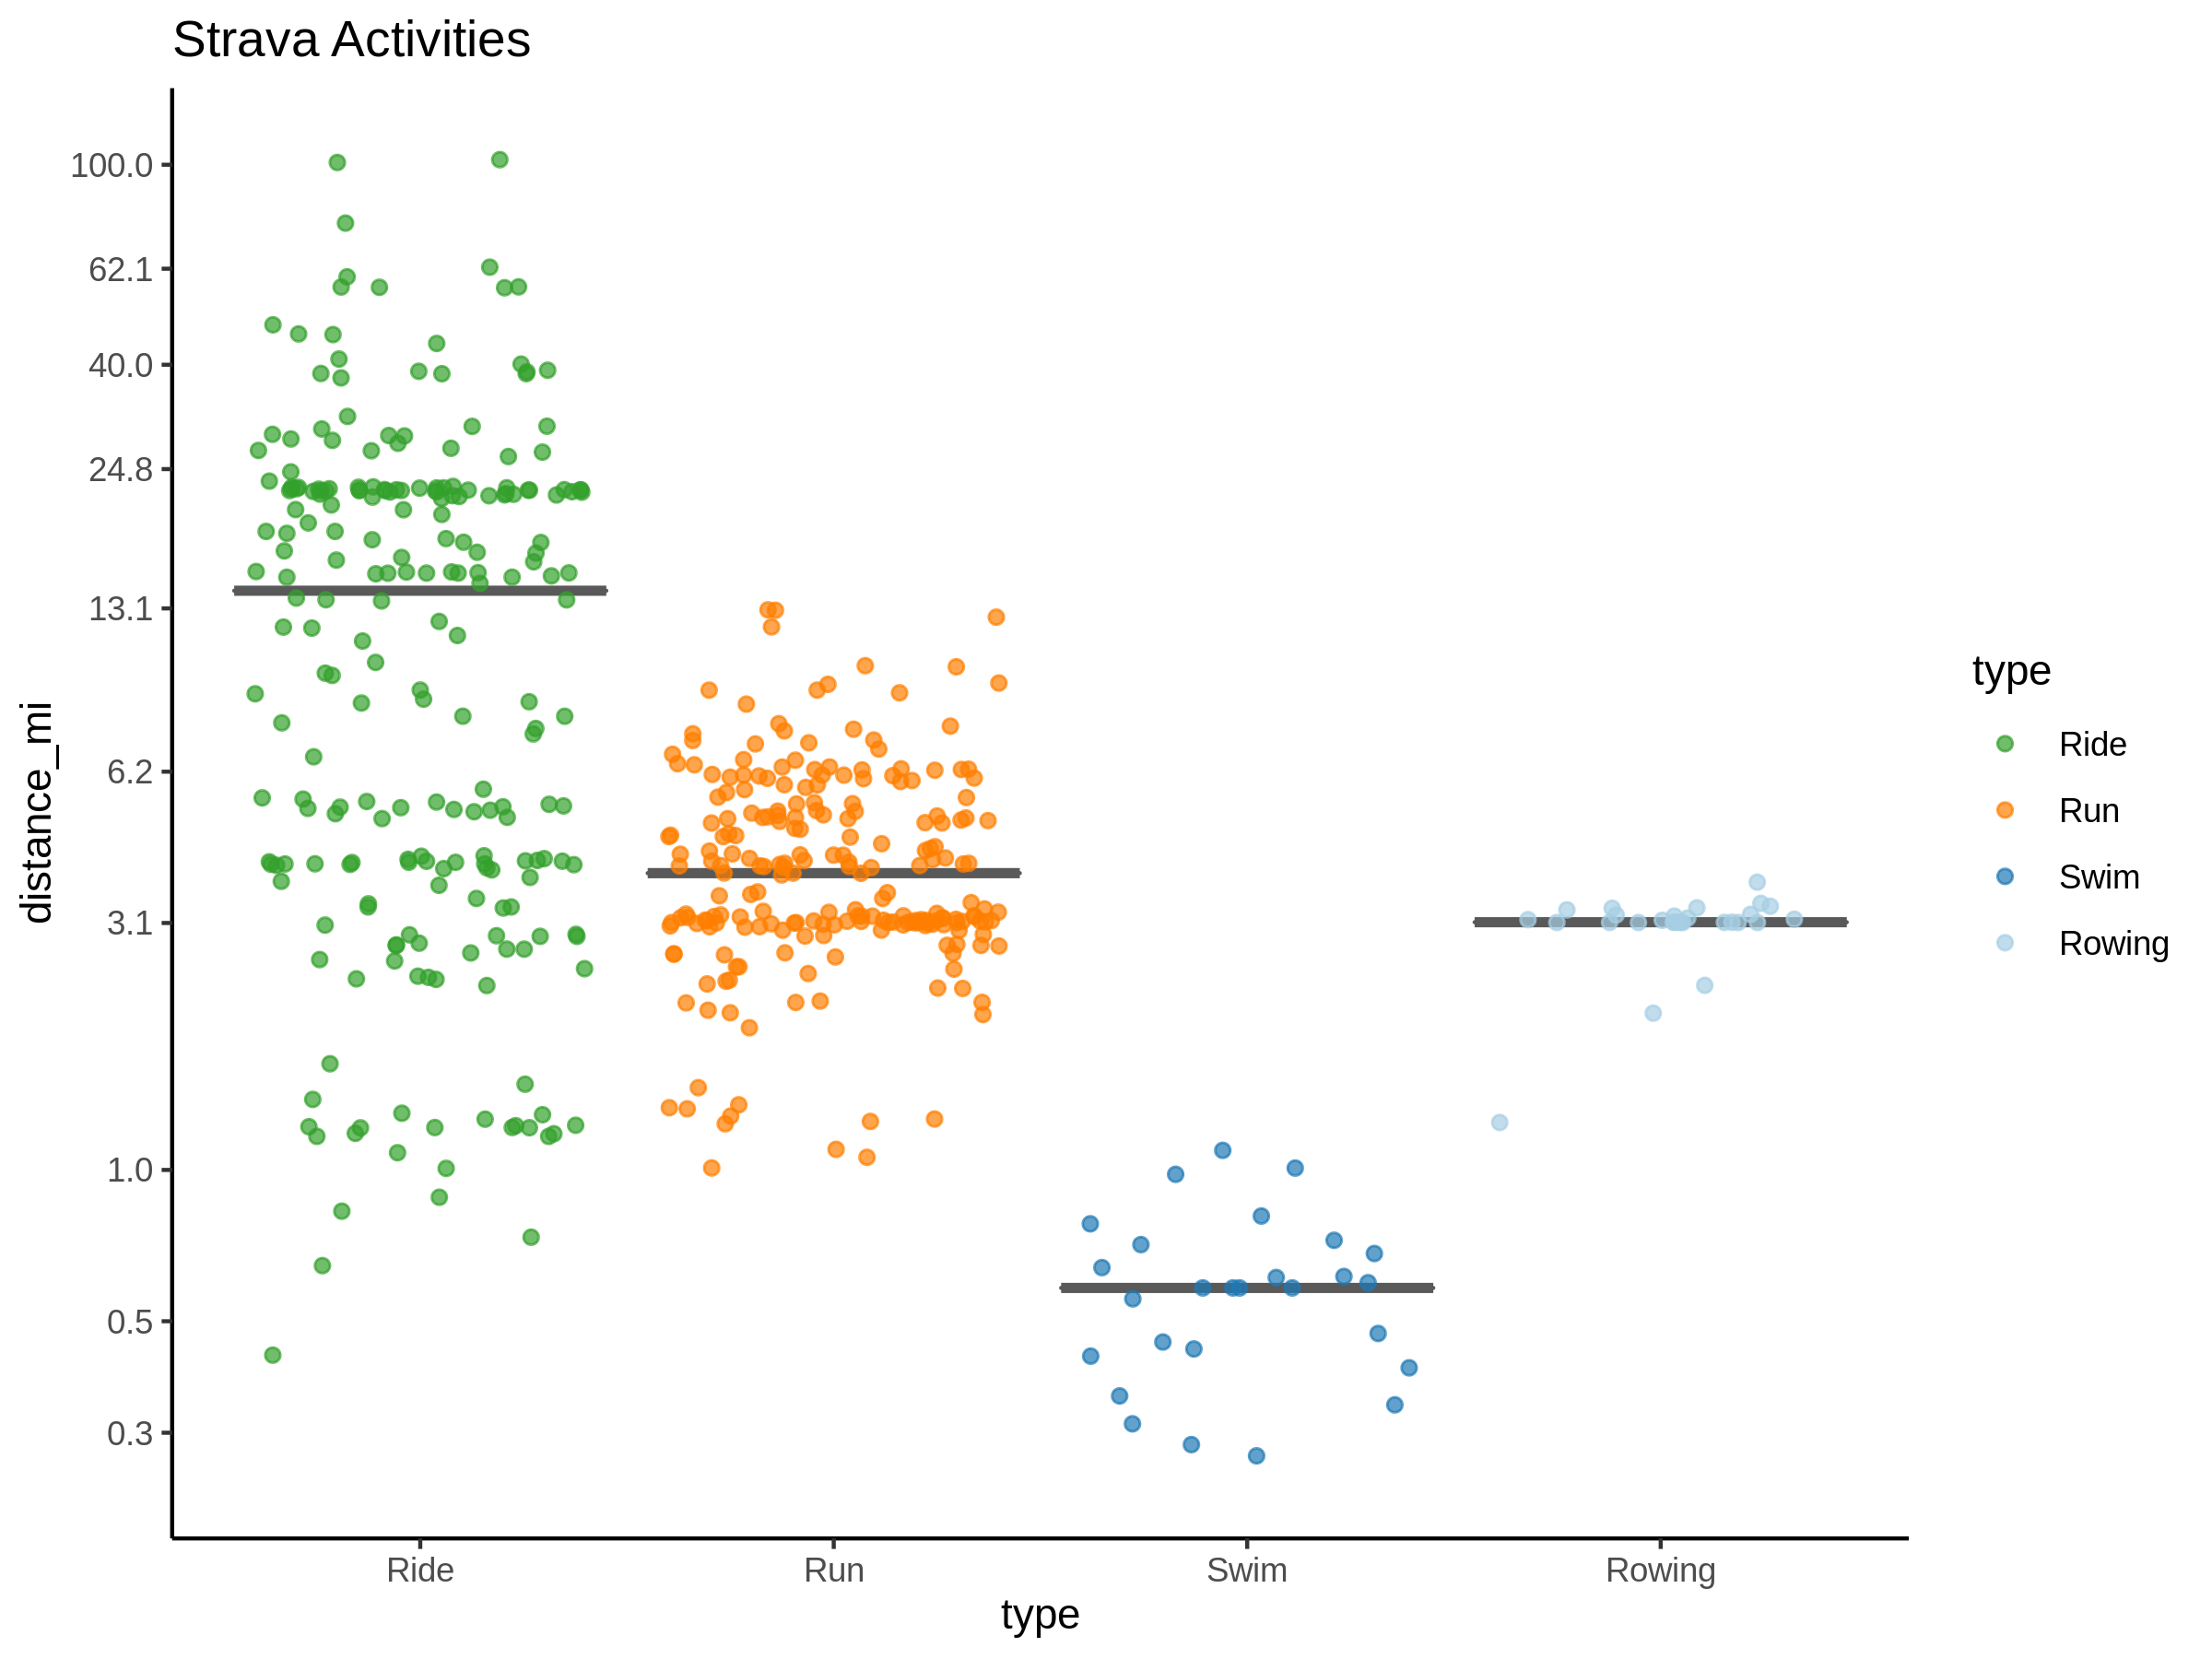 Strava Activities
100.0
62.1
40.0
24.8
13.1
6.2
3.1
1.0
0.5
0.3
distance_mi
Ride
Run
Swim
Rowing
type
type
Ride
Run
Swim
Rowing